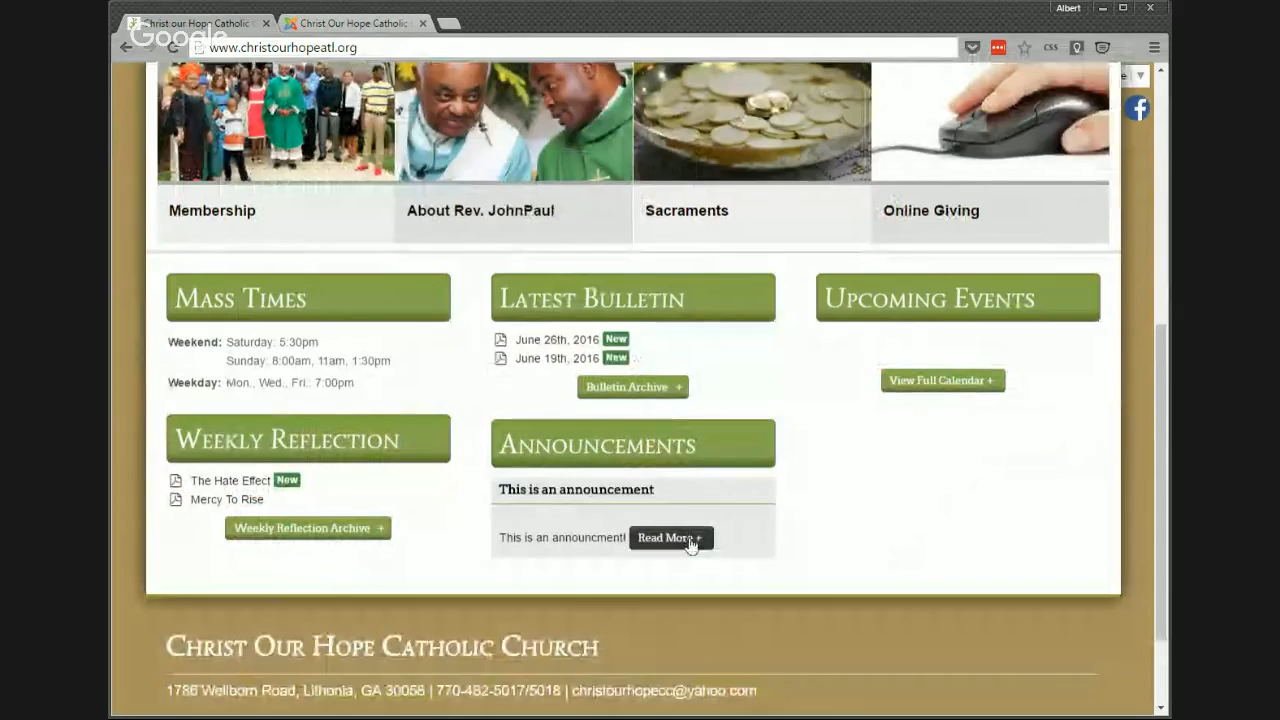 Albert
Christ our Hope Catholic
Christ Our Hope Catholic
Google
www.christourhopeatl.org
CSS
Membership
About Rev. JohnPaul
Sacraments
Online Giving
Mass Times
Weekend: Saturday: 5:30pm
Sunday: 8:00am, 11am, 1:30pm
Weekday: Mon., Wed., Fri.: 7:00pm
Weekly Reflection
The Hate Effect New
Mercy To Rise
Weekly Reflection Archive +
Latest Bulletin
June 26th, 2016 New
June 19th, 2016 New
Bulletin Archive +
Announcements
This is an announcement
This is an announcment! Read More +
Upcoming Events
View Full Calendar +
Christ Our Hope Catholic Church
1786 Wellborn Road, Lithonia, GA 30058 | 770-482-5017/5018 | christourhopecc@yahoo.com